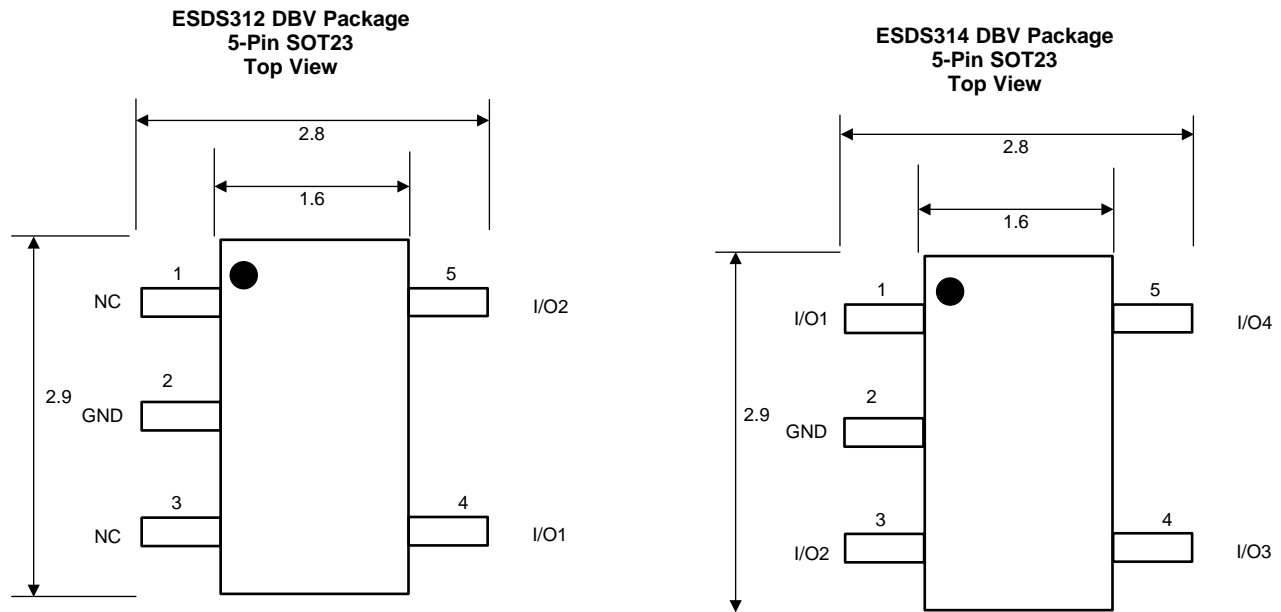 ESDS312 DBV Package
5-Pin SOT23
Top View
2.8
1.6
1
5
NC
I/O2
2
2.9
GND
3
4
NC
I/O1
ESDS314 DBV Package
5-Pin SOT23
Top View
2.8
1.6
1
5
I/O1
I/O4
2
2.9
GND
3
4
I/O2
I/O3